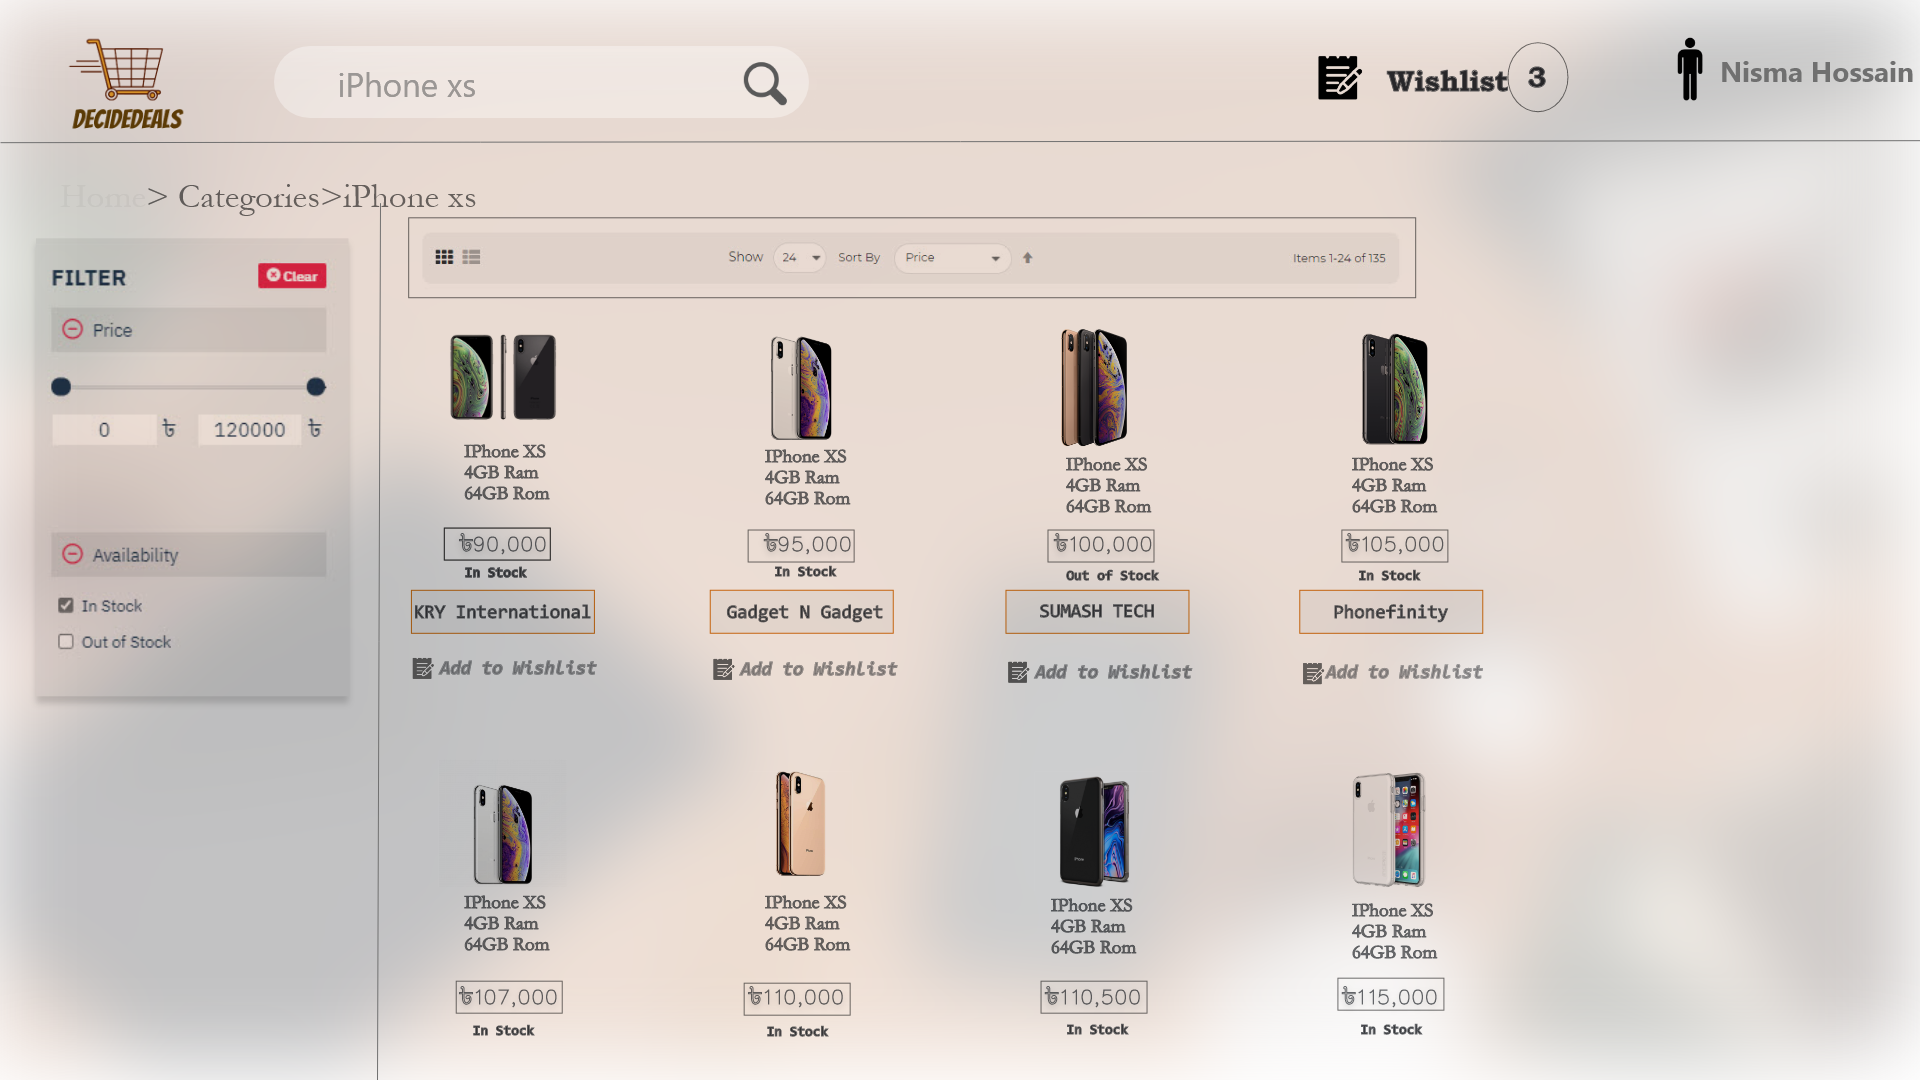 iPhone xs
Wishlist 3
Nisma Hossain
DECIDEDEALS
Home> Categories>iPhone xs
FILTER
Clear
Price
0 ৳ 120000 ৳
Availability
In Stock
Out of Stock
Show 24 Sort By Price Items 1-24 of 135
IPhone XS
4GB Ram
64GB Rom
৳90,000
In Stock
KRY International
Add to Wishlist
IPhone XS
4GB Ram
64GB Rom
৳95,000
In Stock
Gadget N Gadget
Add to Wishlist
IPhone XS
4GB Ram
64GB Rom
৳100,000
Out of Stock
SUMASH TECH
Add to Wishlist
IPhone XS
4GB Ram
64GB Rom
৳105,000
In Stock
Phonefinity
Add to Wishlist
IPhone XS
4GB Ram
64GB Rom
৳107,000
In Stock
IPhone XS
4GB Ram
64GB Rom
৳110,000
In Stock
IPhone XS
4GB Ram
64GB Rom
৳110,500
In Stock
IPhone XS
4GB Ram
64GB Rom
৳115,000
In Stock